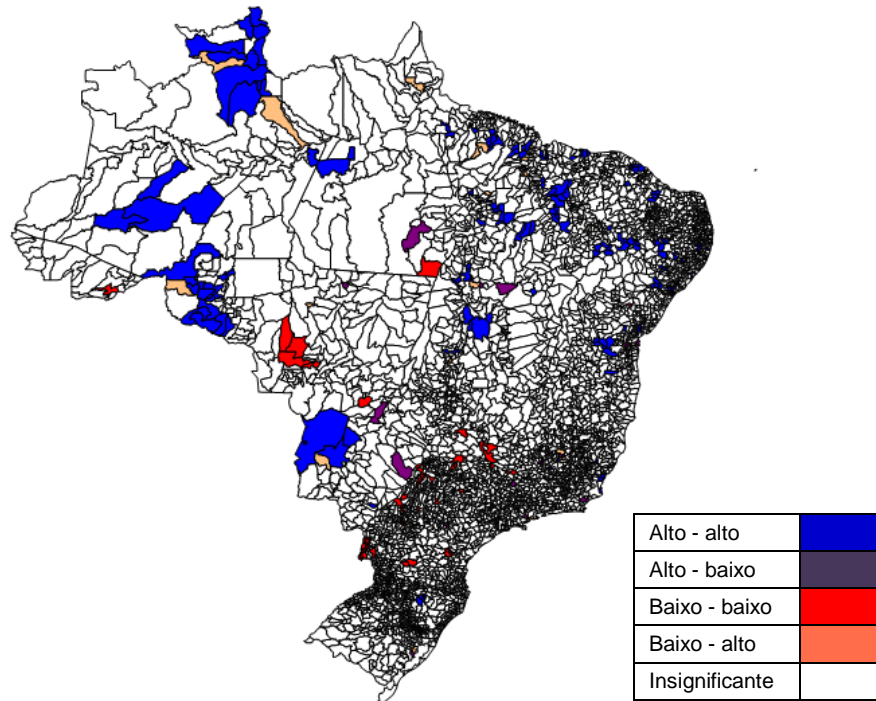 Alto - alto
Alto - baixo
Baixo - baixo
Baixo - alto
Insignificante